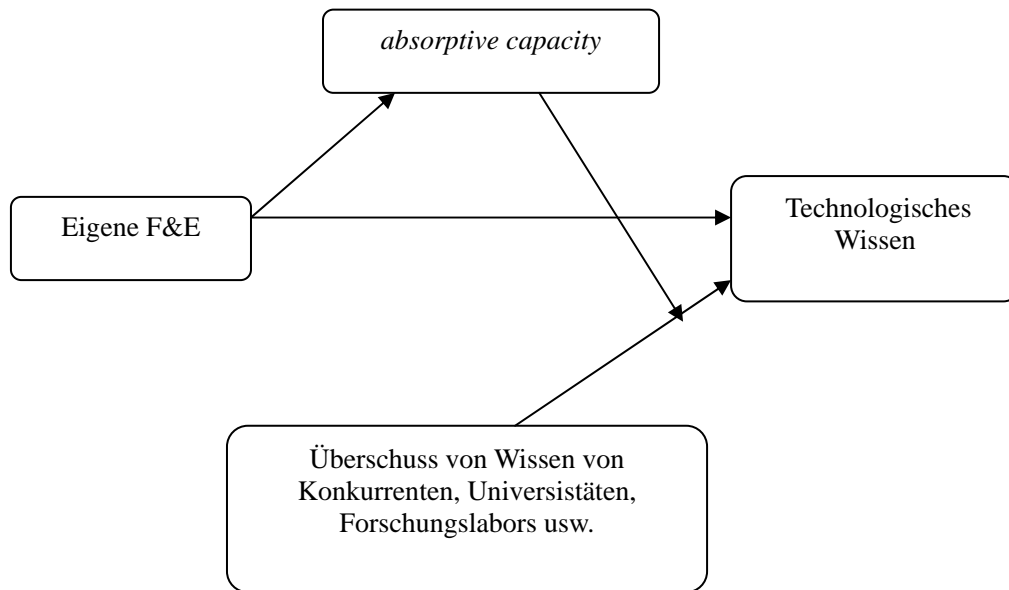 absorptive capacity
Eigene F&E
Technologisches
Wissen
Überschuss von Wissen von
Konkurrenten, Universistäten,
Forschungslabors usw.